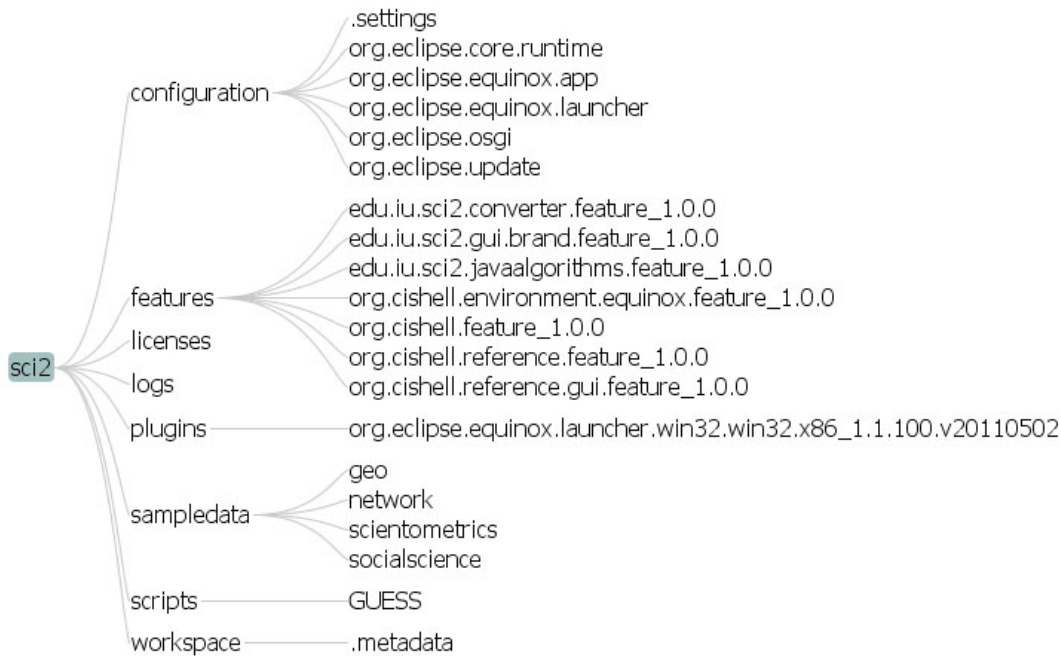 .settings
org.eclipse.core.runtime
org.eclipse.equinox.app
configuration
org.eclipse.equinox.launcher
org.eclipse.osgi
org.eclipse.update
edu.iu.sci2.converter.feature_1.0.0
edu.iu.sci2.gui.brand.feature_1.0.0
edu.iu.sci2.javaalgorithms.feature_1.0.0
features
org.cishell.environment.equinox.feature_1.0.0
org.cishell.feature_1.0.0
licenses
org.cishell.reference.feature_1.0.0
sci2
logs
org.cishell.reference.gui.feature_1.0.0
plugins
org.eclipse.equinox.launcher.win32.win32.x86_1.1.100.v20110502
geo
network
sampledata
scientometrics
socialscience
scripts
GUESS
workspace
.metadata